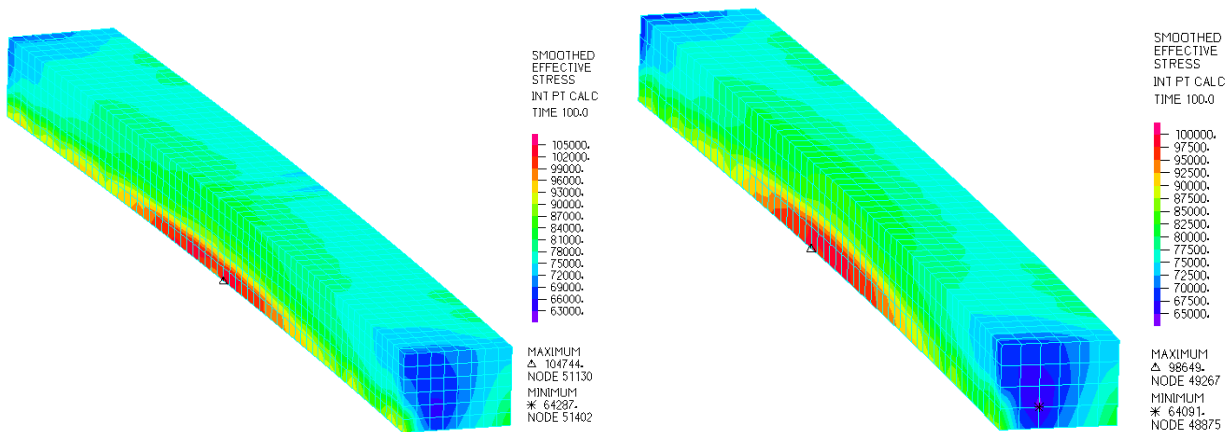 SMOOTHED
EFFECTIVE
STRESS
INT PT CALC
TIME 100.0
105000.
102000.
99000.
96000.
93000.
90000.
87000.
84000.
81000.
78000.
75000.
72000.
69000.
66000.
63000.
MAXIMUM
△ 104744.
NODE 51130
MINIMUM
* 64287.
NODE 51402
SMOOTHED
EFFECTIVE
STRESS
INT PT CALC
TIME 100.0
100000.
97500.
95000.
92500.
90000.
87500.
85000.
82500.
80000.
77500.
75000.
72500.
70000.
67500.
65000.
MAXIMUM
△ 98649.
NODE 49267
MINIMUM
* 64091.
NODE 48875